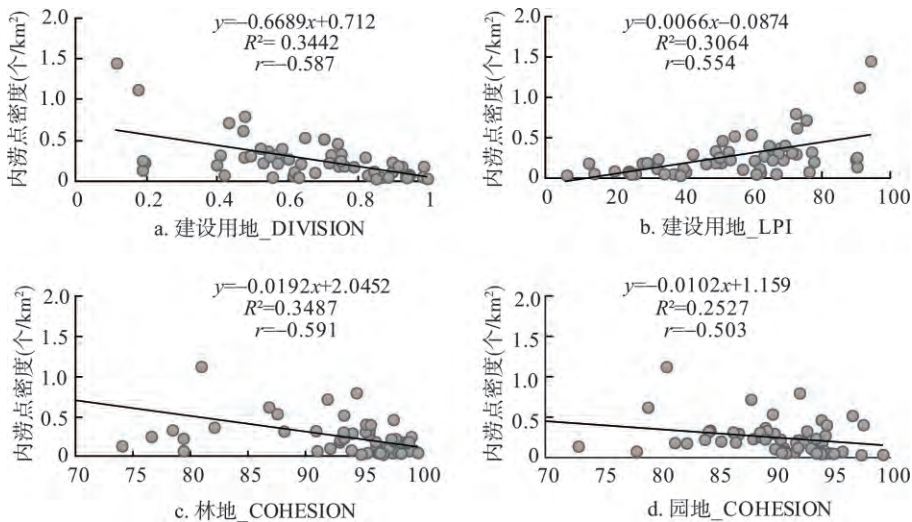 y=−0.6689x+0.712
R²= 0.3442
r=−0.587
内涝点密度(个/km²)
2.0
1.5
1.0
0.5
0
0 0.2 0.4 0.6 0.8 1
a. 建设用地_DIVISION
y=0.0066x−0.0874
R²=0.3064
r=0.554
内涝点密度(个/km²)
2.0
1.5
1.0
0.5
0
0 20 40 60 80 100
b. 建设用地_LPI
y=−0.0192x+2.0452
R²=0.3487
r=−0.591
内涝点密度(个/km²)
2.0
1.5
1.0
0.5
0
70 75 80 85 90 95 100
c. 林地_COHESION
y=−0.0102x+1.159
R²=0.2527
r=−0.503
内涝点密度(个/km²)
2.0
1.5
1.0
0.5
0
70 75 80 85 90 95 100
d. 园地_COHESION